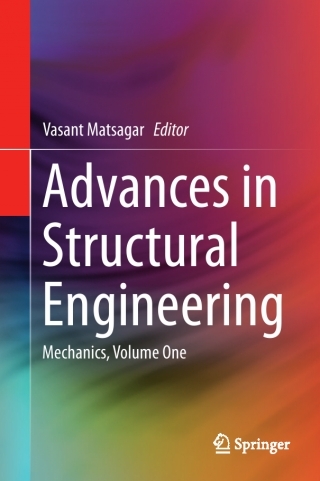 Vasant Matsagar Editor
Advances in
Structural
Engineering
Mechanics, Volume One
Springer